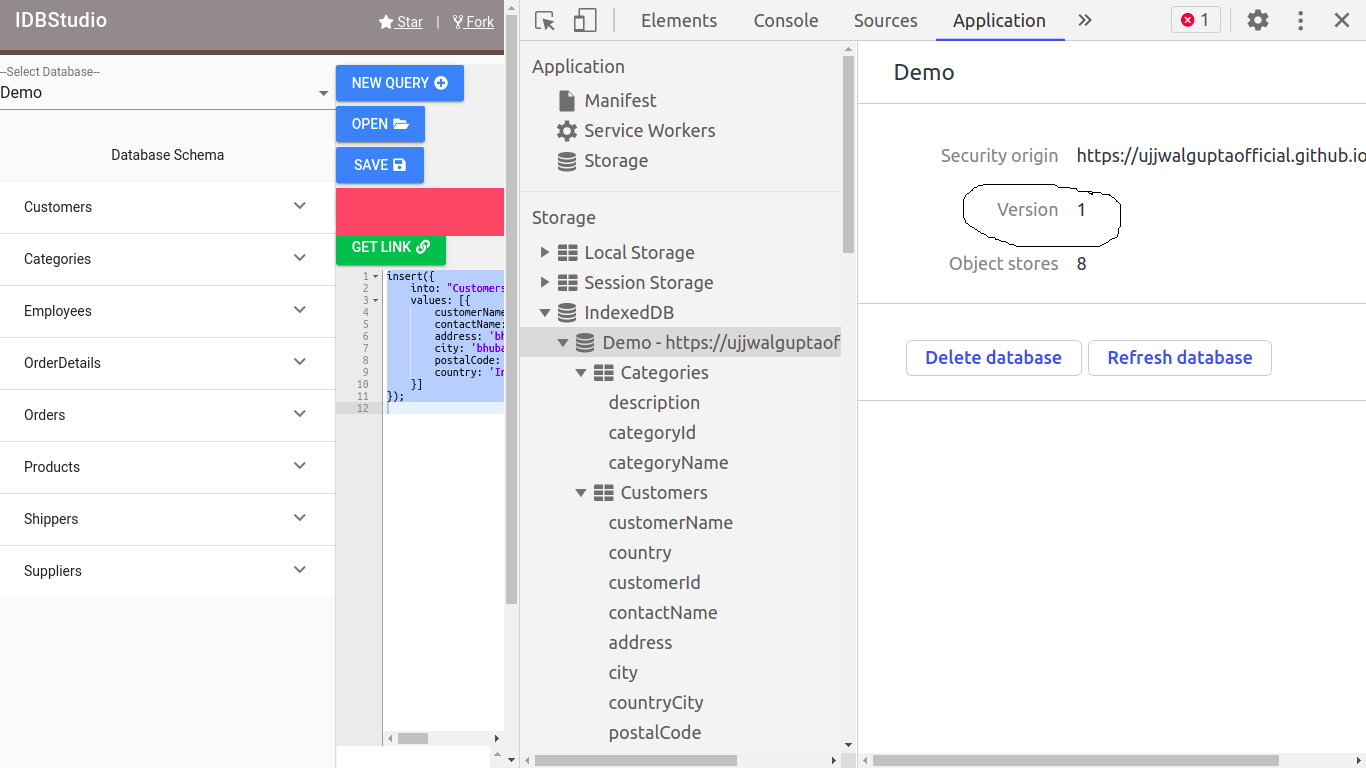 IDBStudio
Star | Fork
--Select Database--
Demo
Database Schema
Customers
Categories
Employees
OrderDetails
Orders
Products
Shippers
Suppliers
NEW QUERY
OPEN
SAVE
GET LINK
1 insert({
2 into: "Customers
3 values: [{
4 customerName
5 contactName:
6 address: 'bh
7 city: 'bhuba
8 postalCode:
9 country: 'In
10 }]
11 });
12
Elements Console Sources Application 1
Application
Manifest
Service Workers
Storage
Storage
Local Storage
Session Storage
IndexedDB
Demo - https://ujjwalguptaof
Categories
description
categoryId
categoryName
Customers
customerName
country
customerId
contactName
address
city
countryCity
postalCode
Demo
Security origin https://ujjwalguptaofficial.github.io
Version 1
Object stores 8
Delete database Refresh database